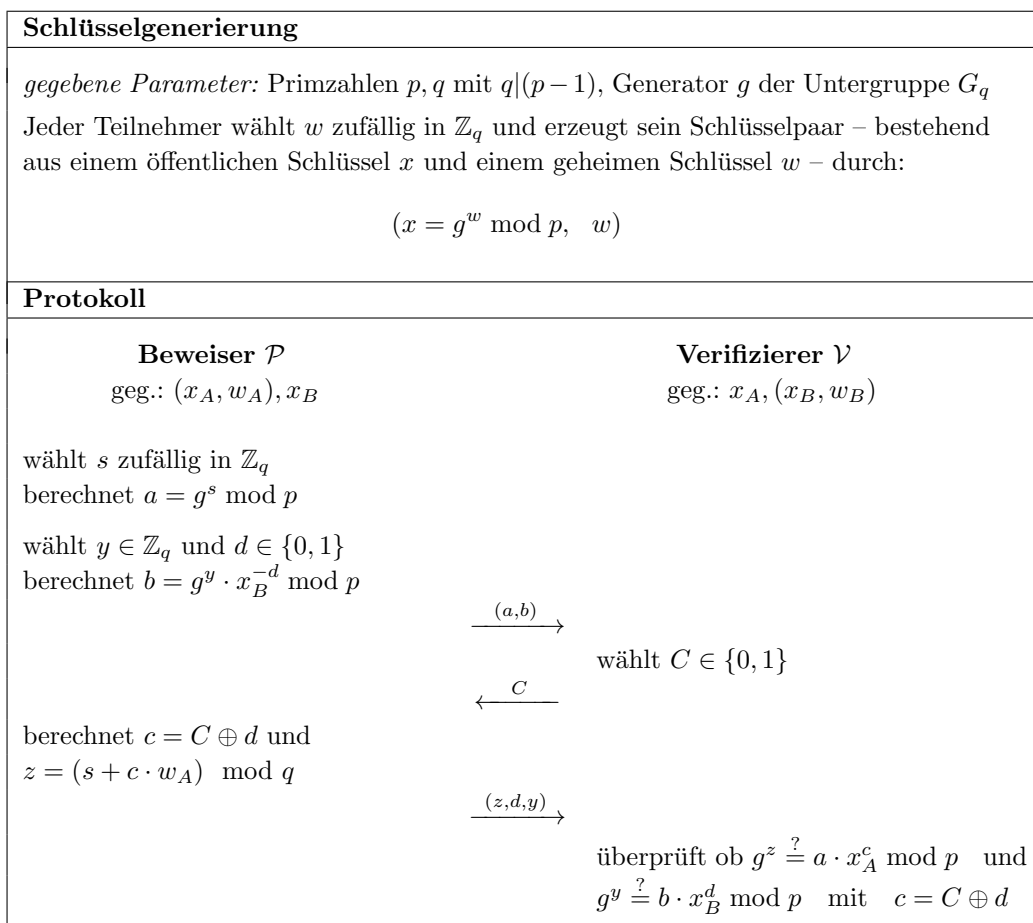 Schlüsselgenerierung
gegebene Parameter: Primzahlen p, q mit q|(p − 1), Generator g der Untergruppe G_q
Jeder Teilnehmer wählt w zufällig in ℤ_q und erzeugt sein Schlüsselpaar – bestehend
aus einem öffentlichen Schlüssel x und einem geheimen Schlüssel w – durch:
(x = g^w mod p, w)
Protokoll
Beweiser 𝒫
Verifizierer 𝒱
geg.: (x_A, w_A), x_B
geg.: x_A, (x_B, w_B)
wählt s zufällig in ℤ_q
berechnet a = g^s mod p
wählt y ∈ ℤ_q und d ∈ {0, 1}
berechnet b = g^y · x_B^{−d} mod p
(a,b)
wählt C ∈ {0, 1}
C
berechnet c = C ⊕ d und
z = (s + c · w_A) mod q
(z,d,y)
überprüft ob g^z ≟ a · x_A^c mod p und
g^y ≟ b · x_B^d mod p mit c = C ⊕ d